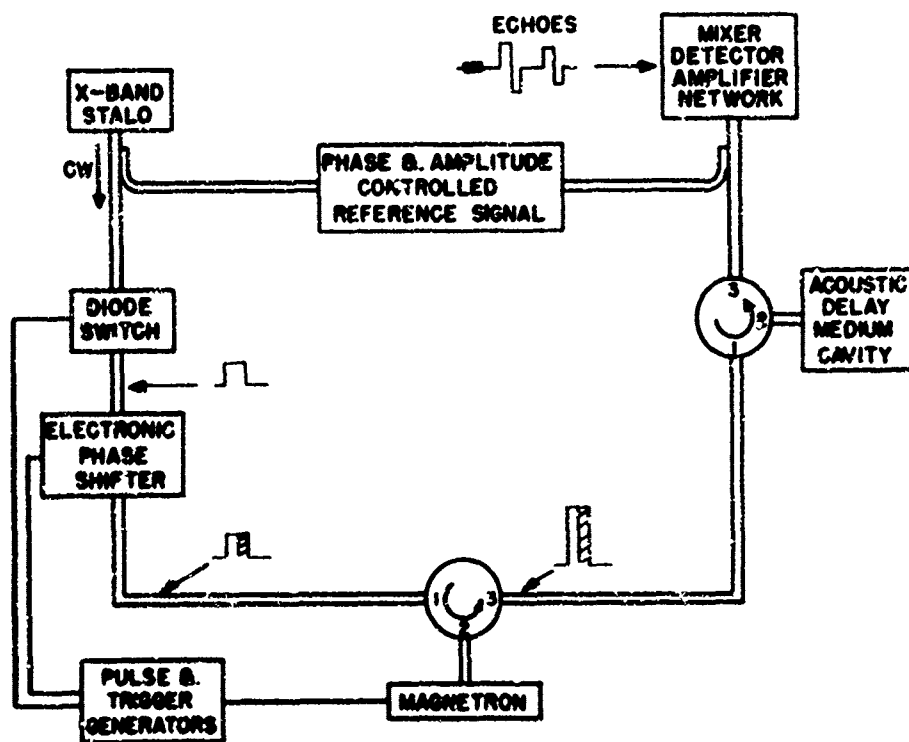 ECHOES
MIXER
DETECTOR
AMPLIFIER
NETWORK
X-BAND
STALO
CW
PHASE & AMPLITUDE
CONTROLLED
REFERENCE SIGNAL
DIODE
SWITCH
3
2
1
ACOUSTIC
DELAY
MEDIUM
CAVITY
ELECTRONIC
PHASE
SHIFTER
1
2
3
PULSE &
TRIGGER
GENERATORS
MAGNETRON